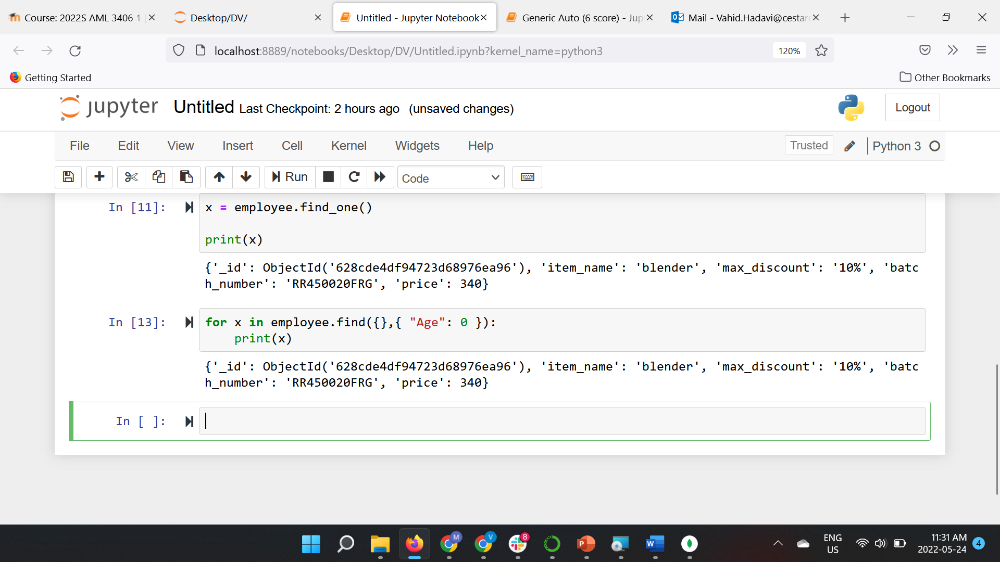 Course: 2022S AML 3406 1
Desktop/DV/
Untitled - Jupyter Notebook
Generic Auto (6 score) - Jup
Mail - Vahid.Hadavi@cestar
localhost:8889/notebooks/Desktop/DV/Untitled.ipynb?kernel_name=python3
120%
Getting Started
Other Bookmarks
jupyter
Untitled Last Checkpoint: 2 hours ago (unsaved changes)
Logout
File Edit View Insert Cell Kernel Widgets Help
Trusted
Python 3
Run
Code
In [11]:
x = employee.find_one()
print(x)
{'_id': ObjectId('628cde4df94723d68976ea96'), 'item_name': 'blender', 'max_discount': '10%', 'batc
h_number': 'RR450020FRG', 'price': 340}
In [13]:
for x in employee.find({},{ "Age": 0 }):
    print(x)
{'_id': ObjectId('628cde4df94723d68976ea96'), 'item_name': 'blender', 'max_discount': '10%', 'batc
h_number': 'RR450020FRG', 'price': 340}
In [ ]:
M
V
8
P
W
ENG
US
11:31 AM
2022-05-24
4